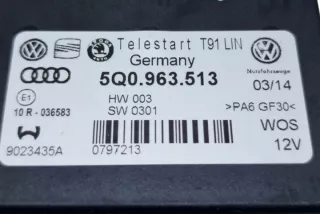 Telestart T91 LIN
Germany
Nutzfahrzeuge
5Q0.963.513
03/14
E1
HW 003
10 R - 036583
SW 0301
>PA6 GF30<
WOS
9023435A
0797213
12V